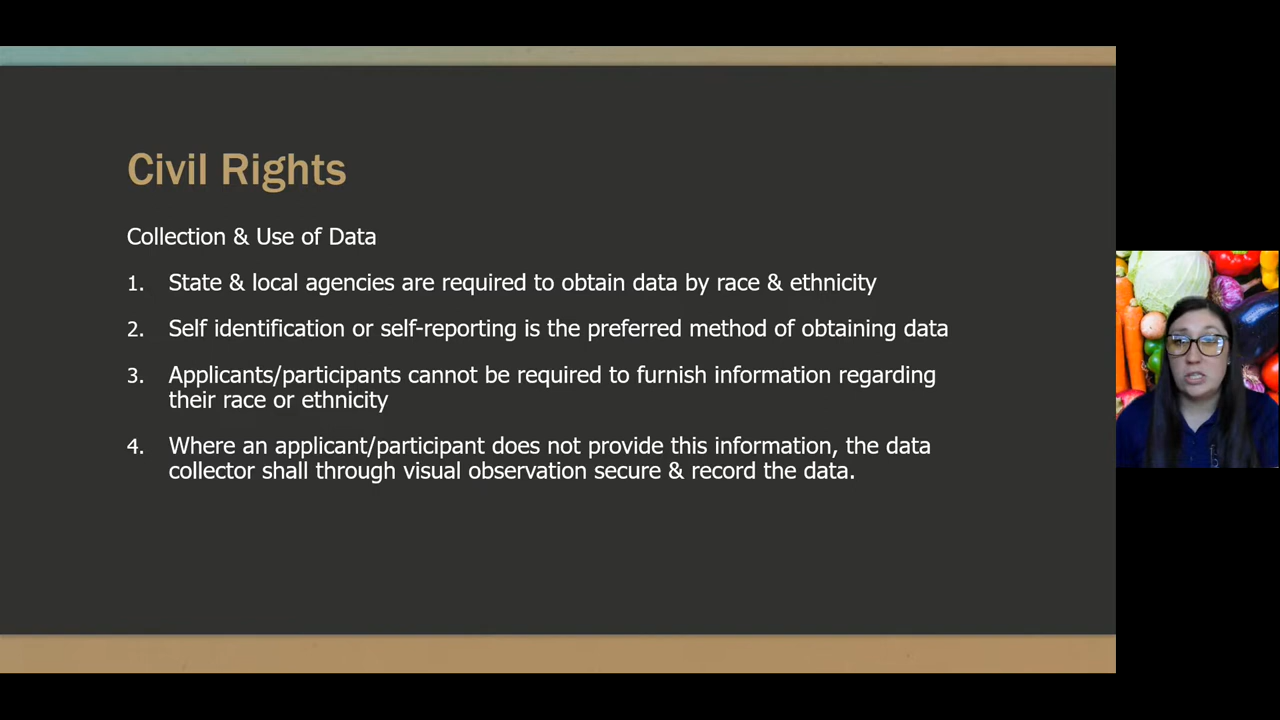 Civil Rights
Collection & Use of Data
1. State & local agencies are required to obtain data by race & ethnicity
2. Self identification or self-reporting is the preferred method of obtaining data
3. Applicants/participants cannot be required to furnish information regarding
their race or ethnicity
4. Where an applicant/participant does not provide this information, the data
collector shall through visual observation secure & record the data.